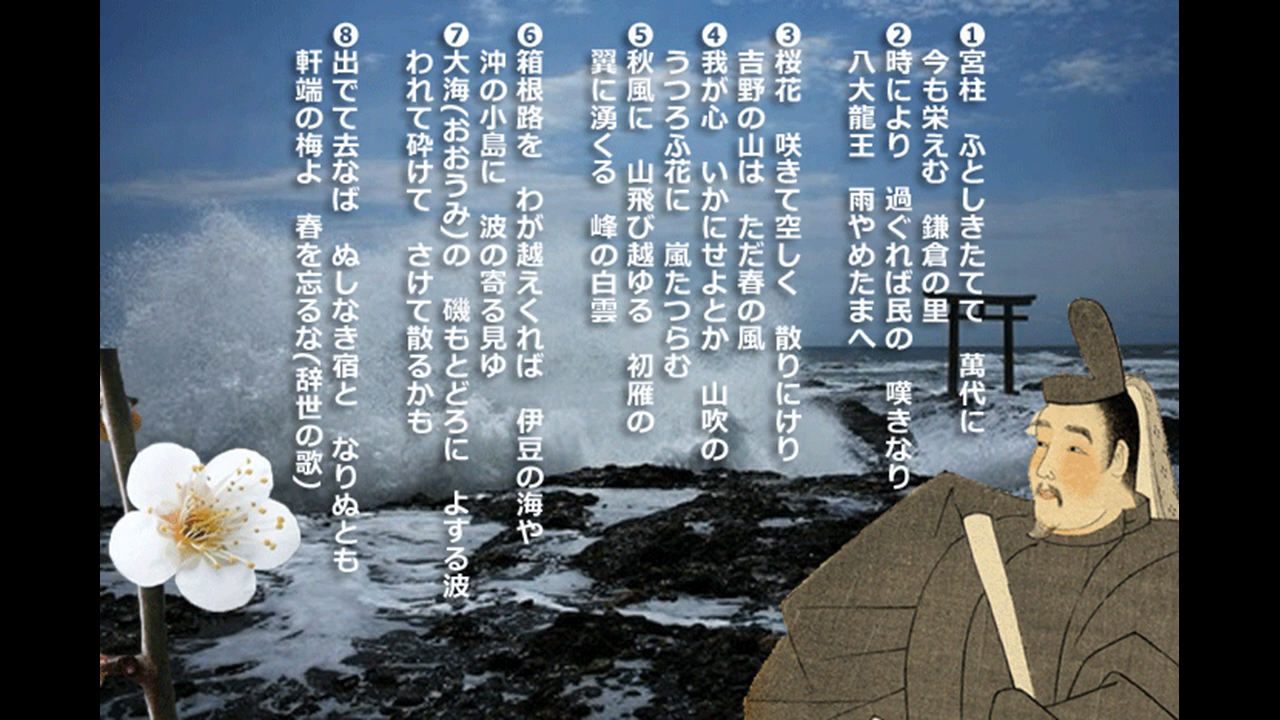 ❶宮柱　ふとしきたてて　萬代に
今も栄えむ　鎌倉の里
❷時により　過ぐれば民の　嘆きなり
八大龍王　雨やめたまへ
❸桜花　咲きて空しく　散りにけり
吉野の山は　ただ春の風
❹我が心　いかにせよとか　山吹の
うつろふ花に　嵐たつらむ
❺秋風に　山飛び越ゆる　初雁の
翼に湧くる　峰の白雲
❻箱根路を　わが越えくれば　伊豆の海や
沖の小島に　波の寄る見ゆ
❼大海(おおうみ)の　磯もとどろに　よする波
われて砕けて　さけて散るかも
❽出でて去なば　ぬしなき宿と　なりぬとも
軒端の梅よ　春を忘るな(辞世の歌)